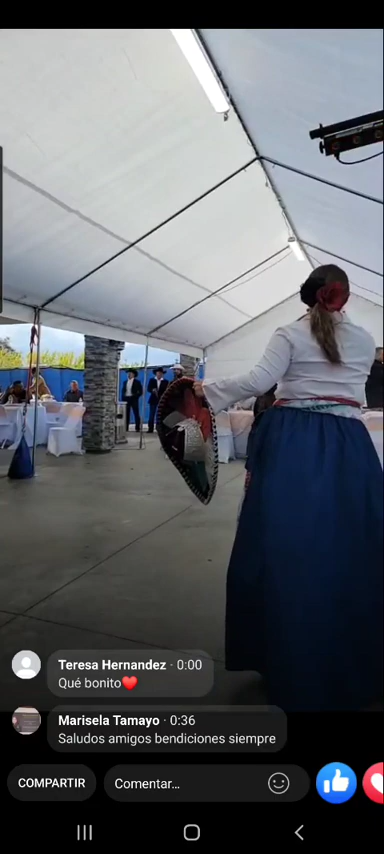 Teresa Hernandez · 0:00
Qué bonito❤️
Marisela Tamayo · 0:36
Saludos amigos bendiciones siempre
COMPARTIR
Comentar...